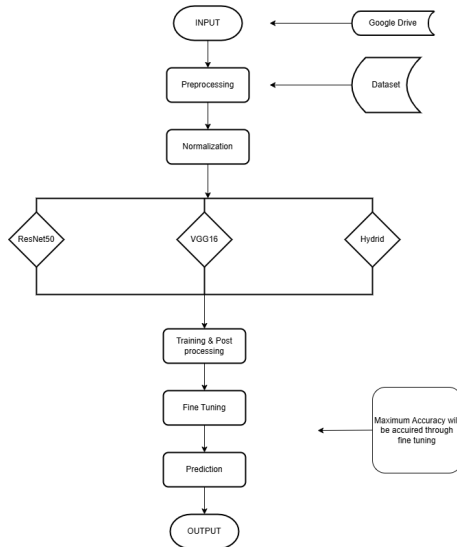 INPUT
Google Drive
Preprocessing
Dataset
Normalization
ResNet50
VGG16
Hydrid
Training & Post
processing
Fine Tuning
Maximum Accuracy will
be accuired through
fine tuning
Prediction
OUTPUT